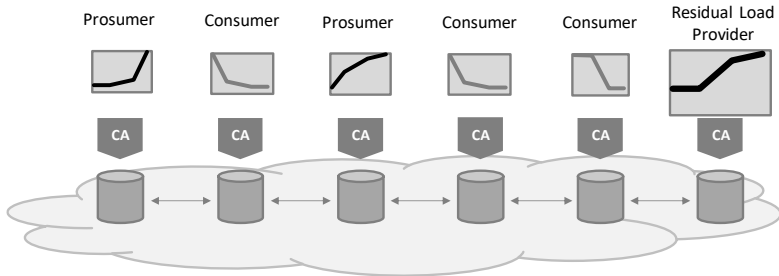 Prosumer
Consumer
Prosumer
Consumer
Consumer
Residual Load
Provider
CA
CA
CA
CA
CA
CA